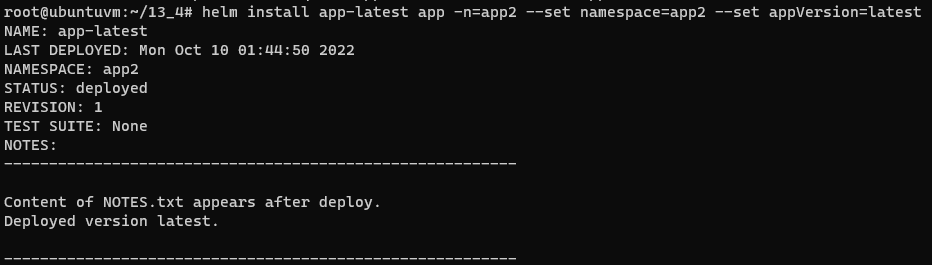 root@ubuntuvm:~/13_4# helm install app-latest app -n=app2 --set namespace=app2 --set appVersion=latest
NAME: app-latest
LAST DEPLOYED: Mon Oct 10 01:44:50 2022
NAMESPACE: app2
STATUS: deployed
REVISION: 1
TEST SUITE: None
NOTES:
---------------------------------------------------------
Content of NOTES.txt appears after deploy.
Deployed version latest.
---------------------------------------------------------